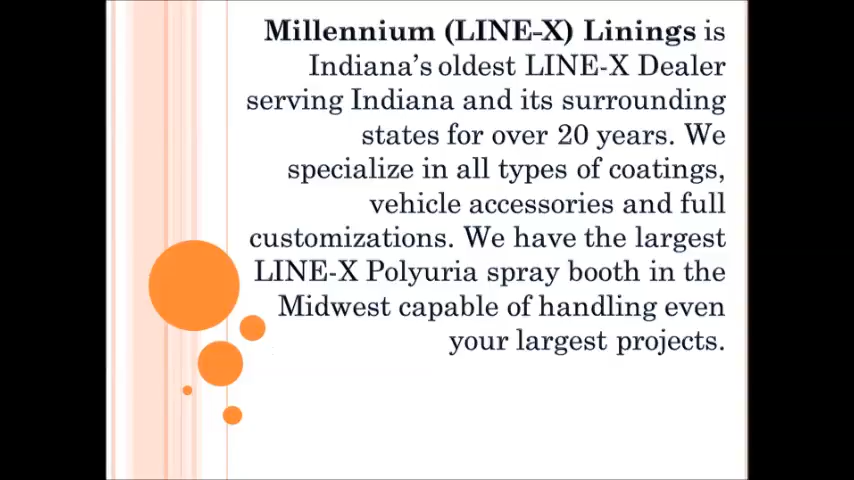 Millennium (LINE-X) Linings is
Indiana's oldest LINE-X Dealer
serving Indiana and its surrounding
states for over 20 years. We
specialize in all types of coatings,
vehicle accessories and full
customizations. We have the largest
LINE-X Polyuria spray booth in the
Midwest capable of handling even
your largest projects.